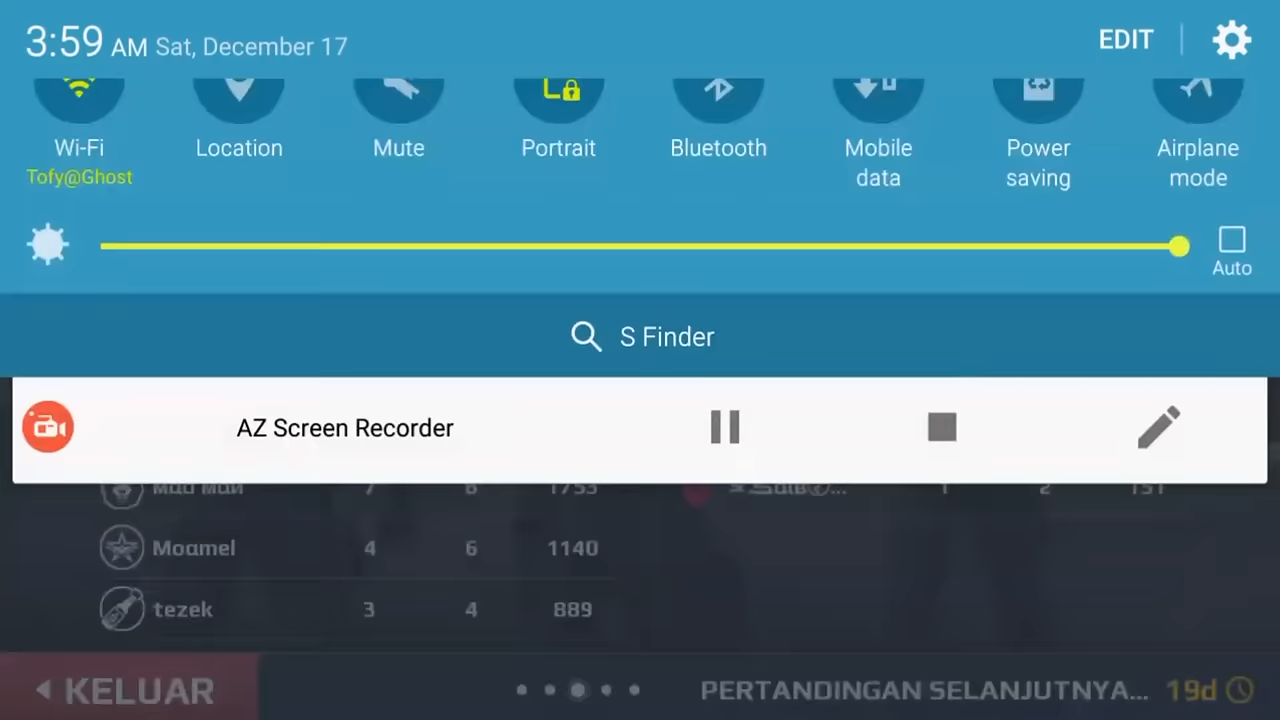 3:59 AM Sat, December 17 EDIT
Wi-Fi Location Mute Portrait Bluetooth Mobile data Power saving Airplane mode
Tofy@Ghost
Auto
S Finder
AZ Screen Recorder
Moamel 4 6 1140
tezek 3 4 889
KELUAR PERTANDINGAN SELANJUTNYA... 19d